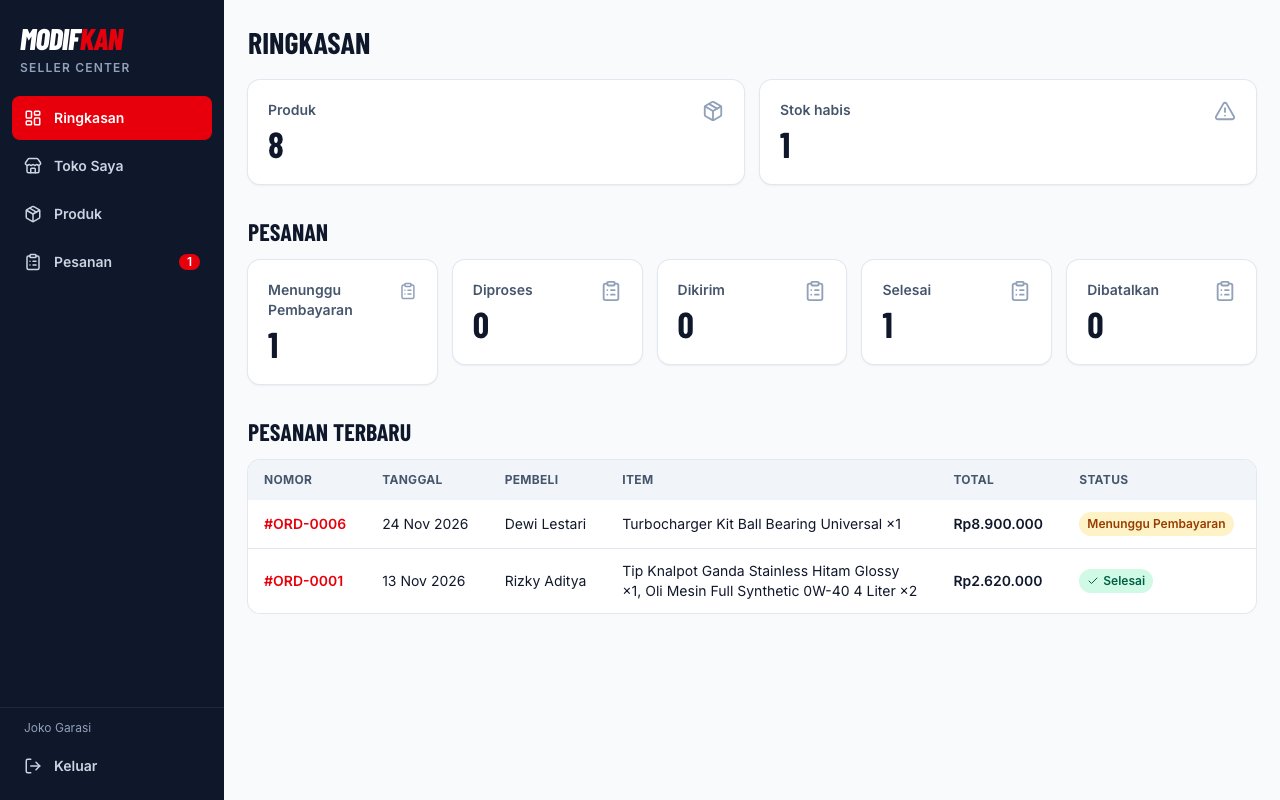 MODIFKAN
SELLER CENTER
Ringkasan
Toko Saya
Produk
Pesanan 1
Joko Garasi
Keluar
RINGKASAN
Produk
8
Stok habis
1
PESANAN
Menunggu
Pembayaran
1
Diproses
0
Dikirim
0
Selesai
1
Dibatalkan
0
PESANAN TERBARU
NOMOR TANGGAL PEMBELI ITEM TOTAL STATUS
#ORD-0006 24 Nov 2026 Dewi Lestari Turbocharger Kit Ball Bearing Universal ×1 Rp8.900.000 Menunggu Pembayaran
#ORD-0001 13 Nov 2026 Rizky Aditya Tip Knalpot Ganda Stainless Hitam Glossy
×1, Oli Mesin Full Synthetic 0W-40 4 Liter ×2 Rp2.620.000 Selesai